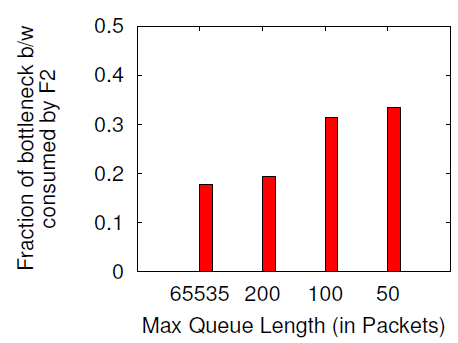 Fraction of bottleneck b/w
consumed by F2
0.5
0.4
0.3
0.2
0.1
0
65535 200 100 50
Max Queue Length (in Packets)